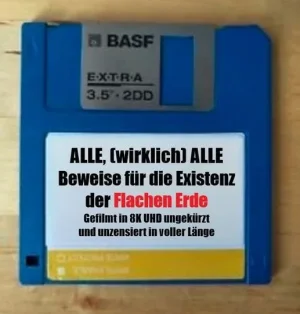 BASF
E·X·T·R·A
3.5" · 2DD
ALLE, (wirklich) ALLE
Beweise für die Existenz
der Flachen Erde
Gefilmt in 8K UHD ungekürzt
und unzensiert in voller Länge